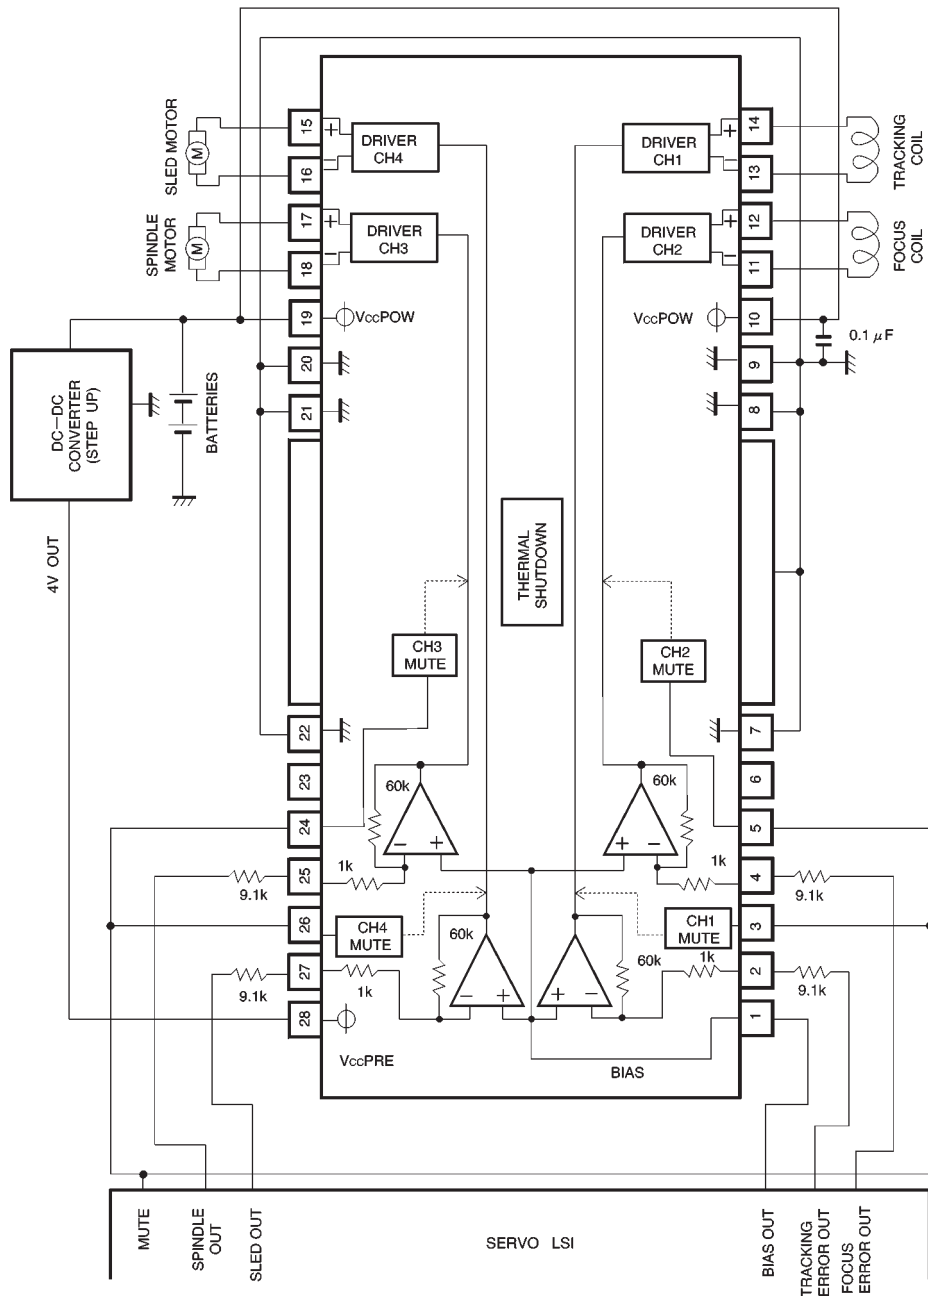 SLED MOTOR
M
SPINDLE
MOTOR
M
15
16
17
18
19
20
21
22
23
24
25
26
27
28
+
−
+
−
DRIVER
CH4
DRIVER
CH3
DRIVER
CH1
DRIVER
CH2
+
−
+
−
14
13
12
11
10
9
8
7
6
5
4
3
2
1
TRACKING
COIL
FOCUS
COIL
VccPOW
VccPOW
0.1 μF
DC−DC
CONVERTER
(STEP UP)
BATTERIES
4V OUT
THERMAL
SHUTDOWN
CH3
MUTE
CH2
MUTE
60k
− +
60k
+ −
1k
9.1k
1k
9.1k
CH4
MUTE
CH1
MUTE
60k
− +
60k
+ −
1k
9.1k
1k
9.1k
VccPRE
BIAS
MUTE
SPINDLE
OUT
SLED OUT
SERVO LSI
BIAS OUT
TRACKING
ERROR OUT
FOCUS
ERROR OUT